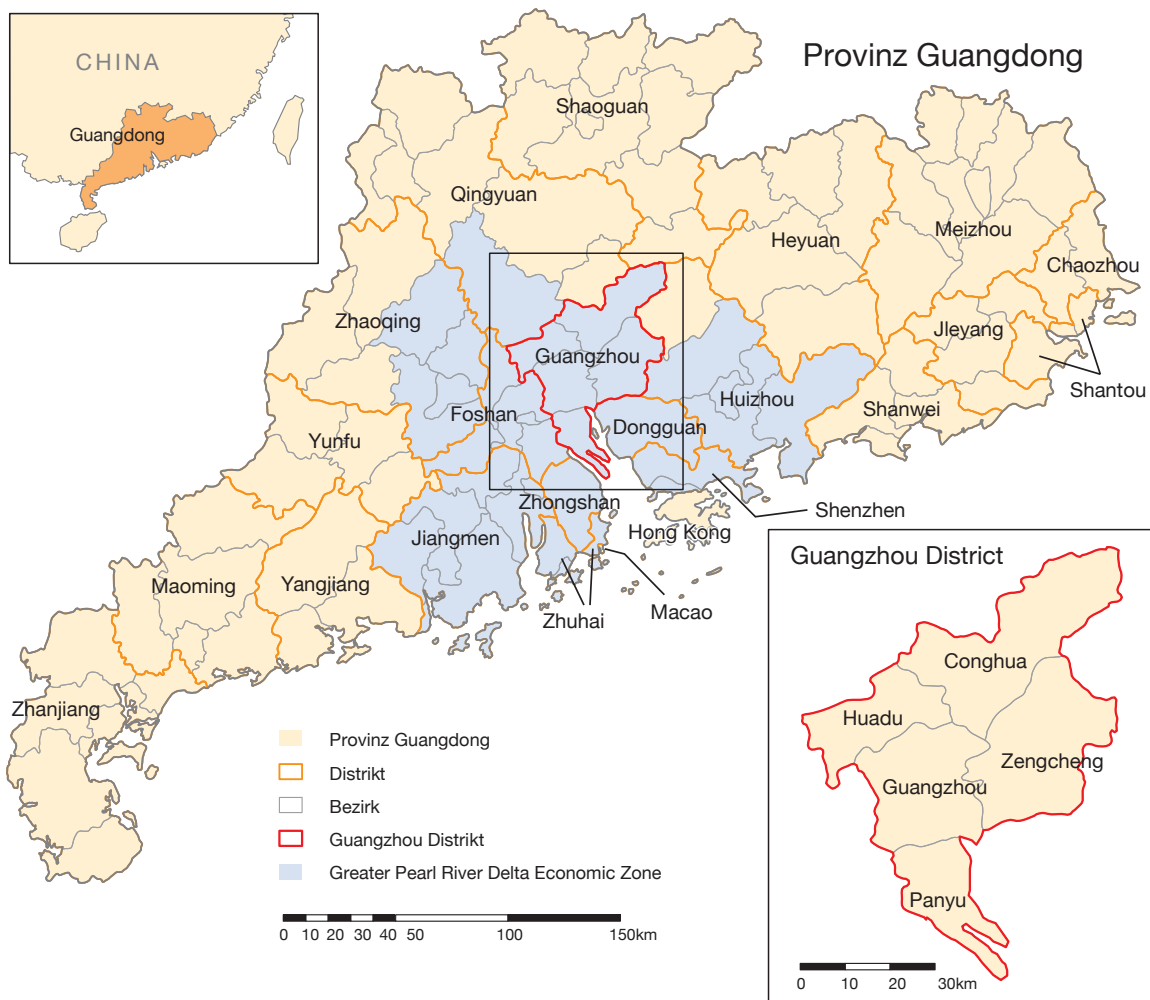 CHINA
Guangdong
Provinz Guangdong
Shaoguan
Qingyuan
Heyuan
Meizhou
Chaozhou
Zhaoqing
Jleyang
Guangzhou
Shantou
Huizhou
Foshan
Shanwei
Dongguan
Yunfu
Zhongshan
Shenzhen
Hong Kong
Jiangmen
Maoming
Yangjiang
Zhuhai
Macao
Zhanjiang
Provinz Guangdong
Distrikt
Bezirk
Guangzhou Distrikt
Greater Pearl River Delta Economic Zone
0 10 20 30 40 50 100 150km
Guangzhou District
Conghua
Huadu
Zengcheng
Guangzhou
Panyu
0 10 20 30km